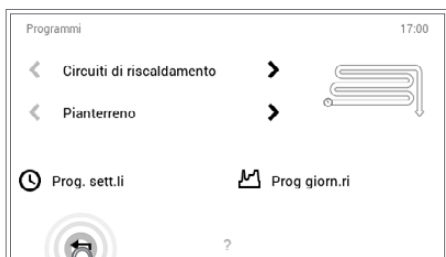 Programmi 17:00
Circuiti di riscaldamento
Pianterreno
Prog. sett.li Prog giorn.ri
?